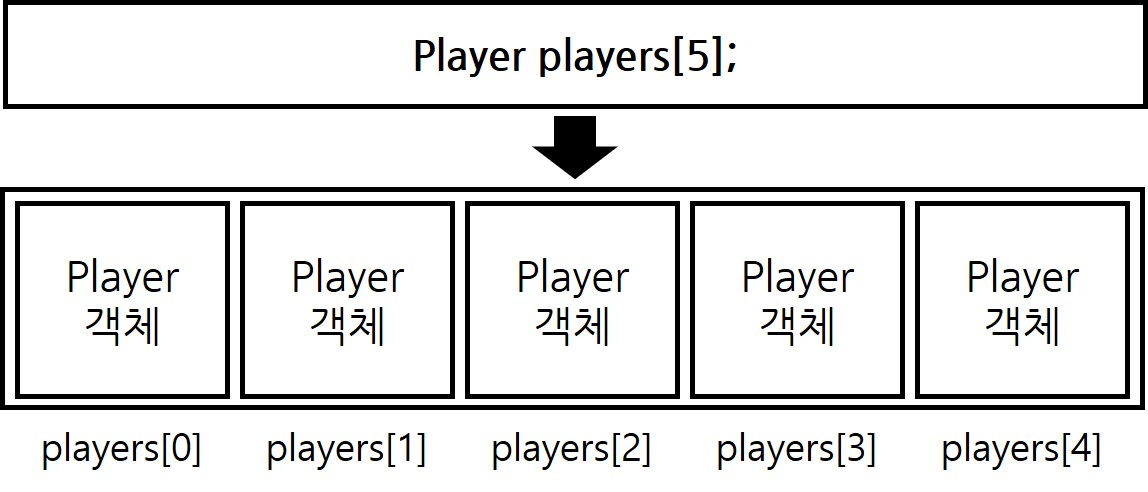 Player players[5];
Player
객체
Player
객체
Player
객체
Player
객체
Player
객체
players[0]
players[1]
players[2]
players[3]
players[4]